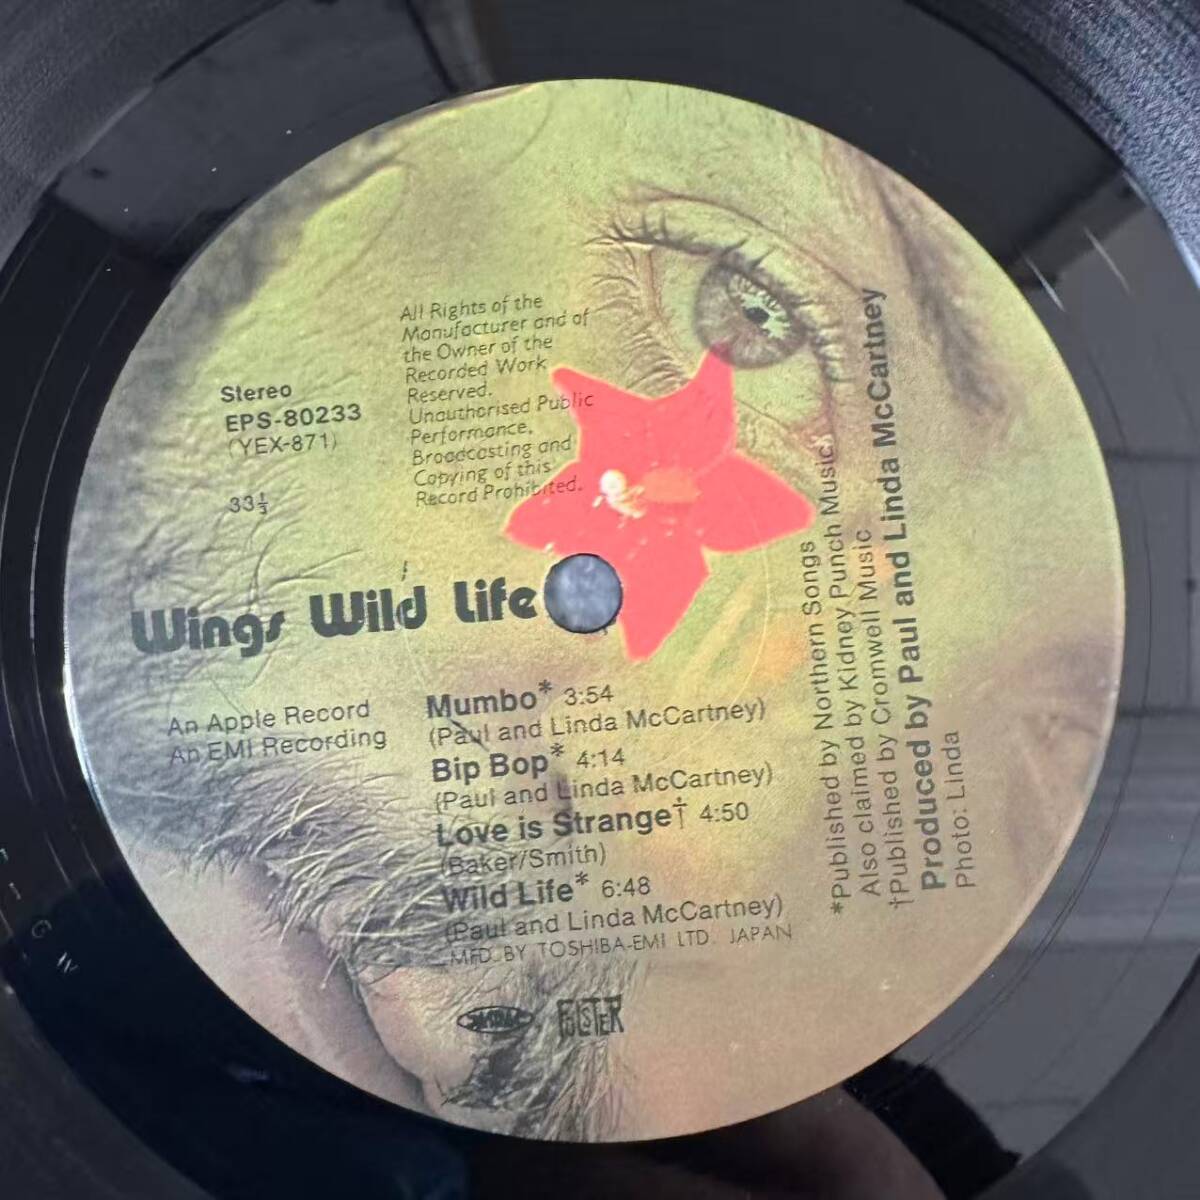 All Rights of the
Manufacturer and of
the Owner of the
Recorded Work
Reserved.
Unauthorised Public
Performance,
Broadcasting and
Copying of this
Record Prohibited.
Stereo
EPS-80233
(YEX-871)
33⅓
Wings Wild Life
An Apple Record
An EMI Recording
Mumbo* 3:54
(Paul and Linda McCartney)
Bip Bop* 4:14
(Paul and Linda McCartney)
Love is Strange† 4:50
(Baker/Smith)
Wild Life* 6:48
(Paul and Linda McCartney)
MFD. BY TOSHIBA-EMI LTD. JAPAN
*Published by Northern Songs
Also claimed by Kidney Punch Music
†Published by Cromwell Music
Produced by Paul and Linda McCartney
Photo: Linda